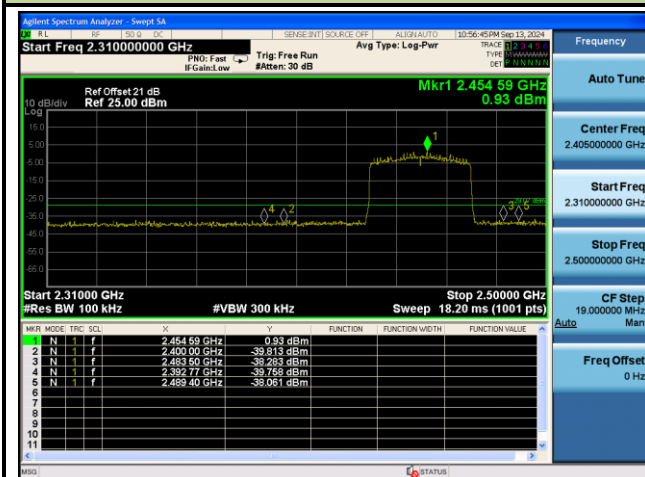 Agilent Spectrum Analyzer - Swept SA
RL RF 50 Ω DC SENSE:INT SOURCE OFF ALIGN AUTO 10:56:45 PM Sep 13, 2024
Start Freq 2.310000000 GHz
PNO: Fast
IFGain:Low
Trig: Free Run
#Atten: 30 dB
Avg Type: Log-Pwr
TRACE 1 2 3 4 5 6
TYPE
DET P N N N N N
Ref Offset 21 dB
Ref 25.00 dBm
10 dB/div
Log
Mkr1 2.454 59 GHz
0.93 dBm
15.0
5.00
-5.00
-15.0
-25.0
-35.0
-45.0
-55.0
-65.0
1
4 2 3 5
Start 2.31000 GHz
#Res BW 100 kHz
#VBW 300 kHz
Stop 2.50000 GHz
Sweep 18.20 ms (1001 pts)
MKR MODE TRC SCL X Y FUNCTION FUNCTION WIDTH FUNCTION VALUE
1 N 1 f 2.454 59 GHz 0.93 dBm
2 N 1 f 2.400 00 GHz -39.813 dBm
3 N 1 f 2.483 50 GHz -38.283 dBm
4 N 1 f 2.392 77 GHz -39.758 dBm
5 N 1 f 2.489 40 GHz -38.061 dBm
6
7
8
9
10
11
MSG STATUS
Frequency
Auto Tune
Center Freq
2.405000000 GHz
Start Freq
2.310000000 GHz
Stop Freq
2.500000000 GHz
CF Step
19.000000 MHz
Auto Man
Freq Offset
0 Hz